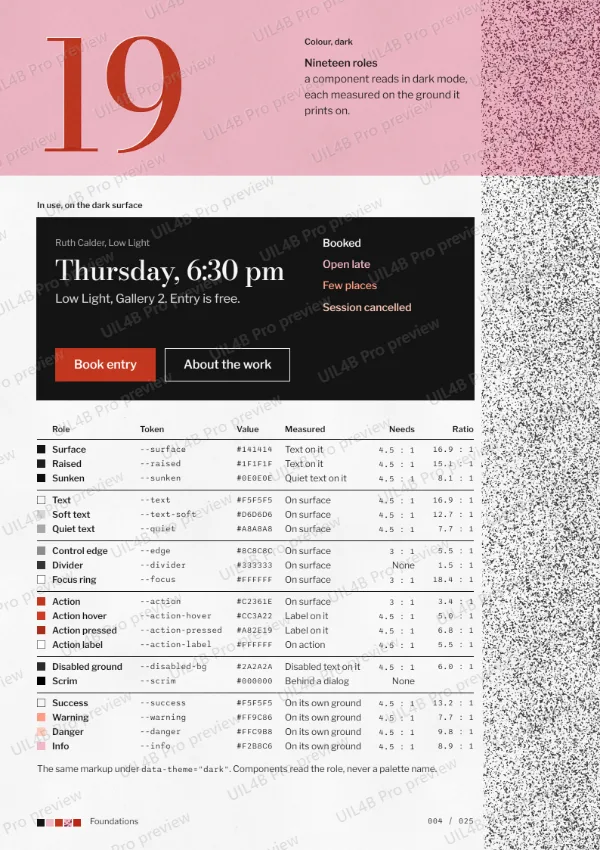 19
Colour, dark
Nineteen roles
a component reads in dark mode,
each measured on the ground it
prints on.
In use, on the dark surface
Ruth Calder, Low Light
Thursday, 6:30 pm
Low Light, Gallery 2. Entry is free.
Booked
Open late
Few places
Session cancelled
Book entry
About the work
Role Token Value Measured Needs Ratio
Surface --surface #141414 Text on it 4.5 : 1 16.9 : 1
Raised --raised #1F1F1F Text on it 4.5 : 1 15.1 : 1
Sunken --sunken #0E0E0E Quiet text on it 4.5 : 1 8.1 : 1
Text --text #F5F5F5 On surface 4.5 : 1 16.9 : 1
Soft text --text-soft #D6D6D6 On surface 4.5 : 1 12.7 : 1
Quiet text --quiet #A8A8A8 On surface 4.5 : 1 7.7 : 1
Control edge --edge #8C8C8C On surface 3 : 1 5.5 : 1
Divider --divider #333333 On surface None 1.5 : 1
Focus ring --focus #FFFFFF On surface 3 : 1 18.4 : 1
Action --action #C2361E On surface 3 : 1 3.4 : 1
Action hover --action-hover #CC3A22 Label on it 4.5 : 1 5.0 : 1
Action pressed --action-pressed #A82E19 Label on it 4.5 : 1 6.8 : 1
Action label --action-label #FFFFFF On action 4.5 : 1 5.5 : 1
Disabled ground --disabled-bg #2A2A2A Disabled text on it 4.5 : 1 6.0 : 1
Scrim --scrim #000000 Behind a dialog None
Success --success #F5F5F5 On its own ground 4.5 : 1 13.2 : 1
Warning --warning #FF9C86 On its own ground 4.5 : 1 7.7 : 1
Danger --danger #FFC9B8 On its own ground 4.5 : 1 9.8 : 1
Info --info #F2B8C6 On its own ground 4.5 : 1 8.9 : 1
The same markup under data-theme="dark". Components read the role, never a palette name.
Foundations
004 / 025
UIL4B Pro preview